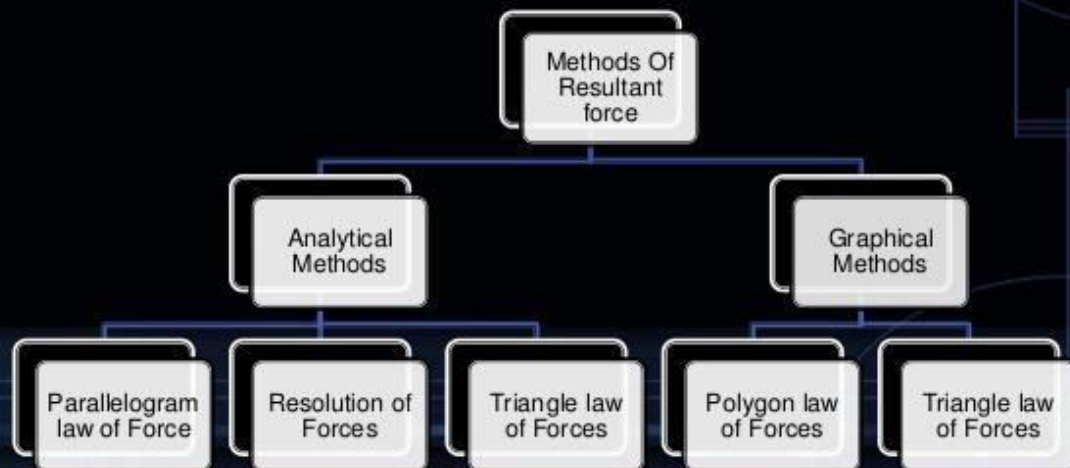 Methods Of
Resultant
force
Analytical
Methods
Graphical
Methods
Parallelogram
law of Force
Resolution of
Forces
Triangle law
of Forces
Polygon law
of Forces
Triangle law
of Forces